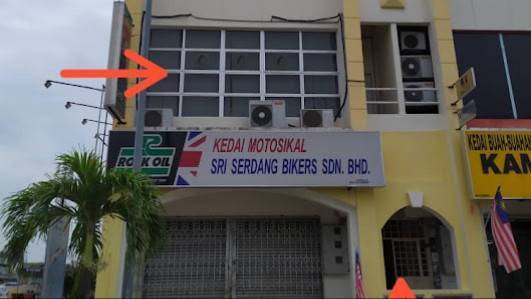 ROCK OIL
KEDAI MOTOSIKAL
SRI SERDANG BIKERS SDN. BHD.
KEDAI BUAH-BUAHAN
KAM